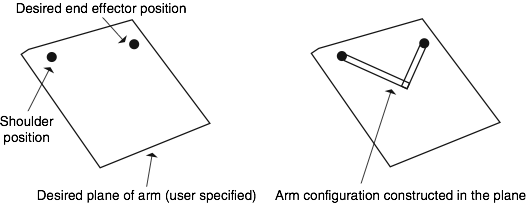 Desired end effector position
Shoulder
position
Desired plane of arm (user specified)
Arm configuration constructed in the plane